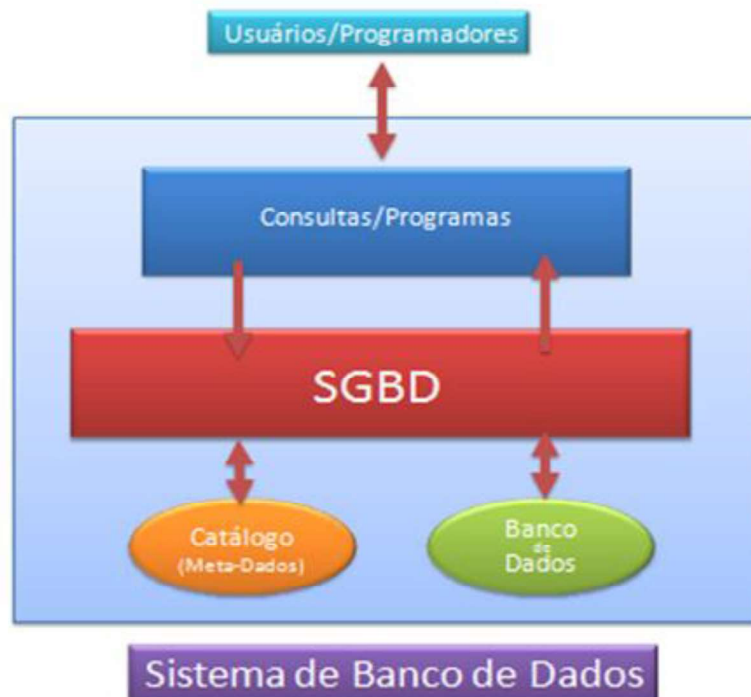 Usuários/Programadores
Consultas/Programas
SGBD
Catálogo
(Meta-Dados)
Banco
de
Dados
Sistema de Banco de Dados